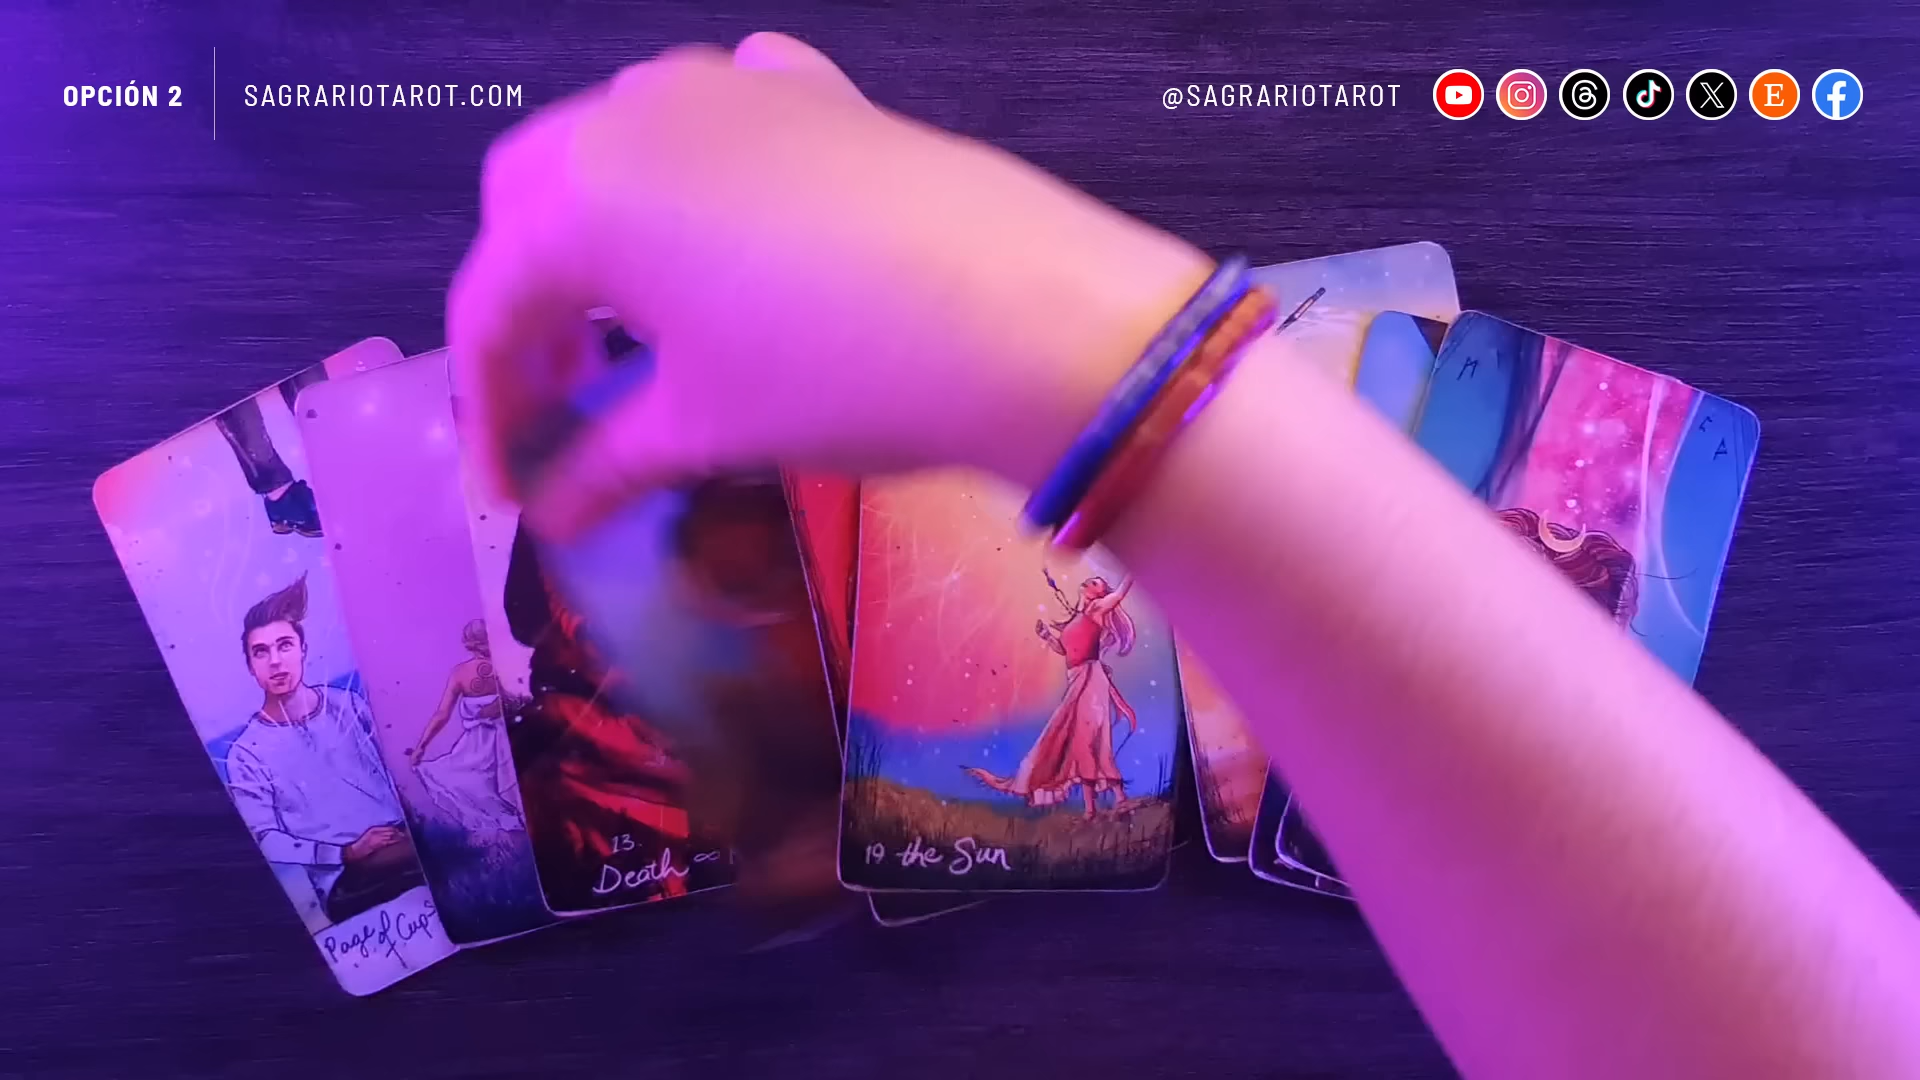 OPCIÓN 2
SAGRARIOTAROT.COM
@SAGRARIOTAROT
Page of Cups
13.
Death ∞
19 the Sun